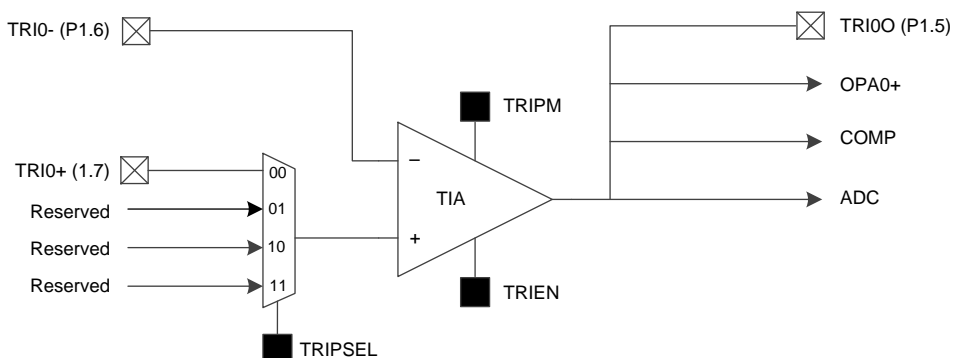 TRI0- (P1.6)
TRI0O (P1.5)
OPA0+
TRIPM
COMP
−
TRI0+ (1.7)
00
TIA
ADC
Reserved
01
Reserved
10
+
Reserved
11
TRIEN
TRIPSEL